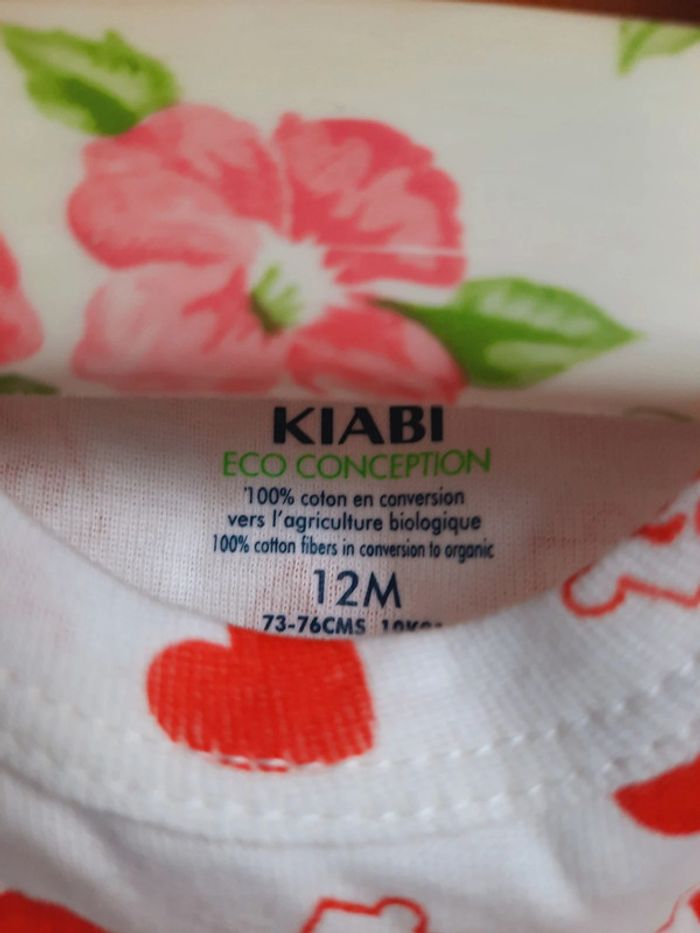 KIABI
ECO CONCEPTION
100% coton en conversion
vers l'agriculture biologique
100% cotton fibers in conversion to organic
12M
73-76CMS